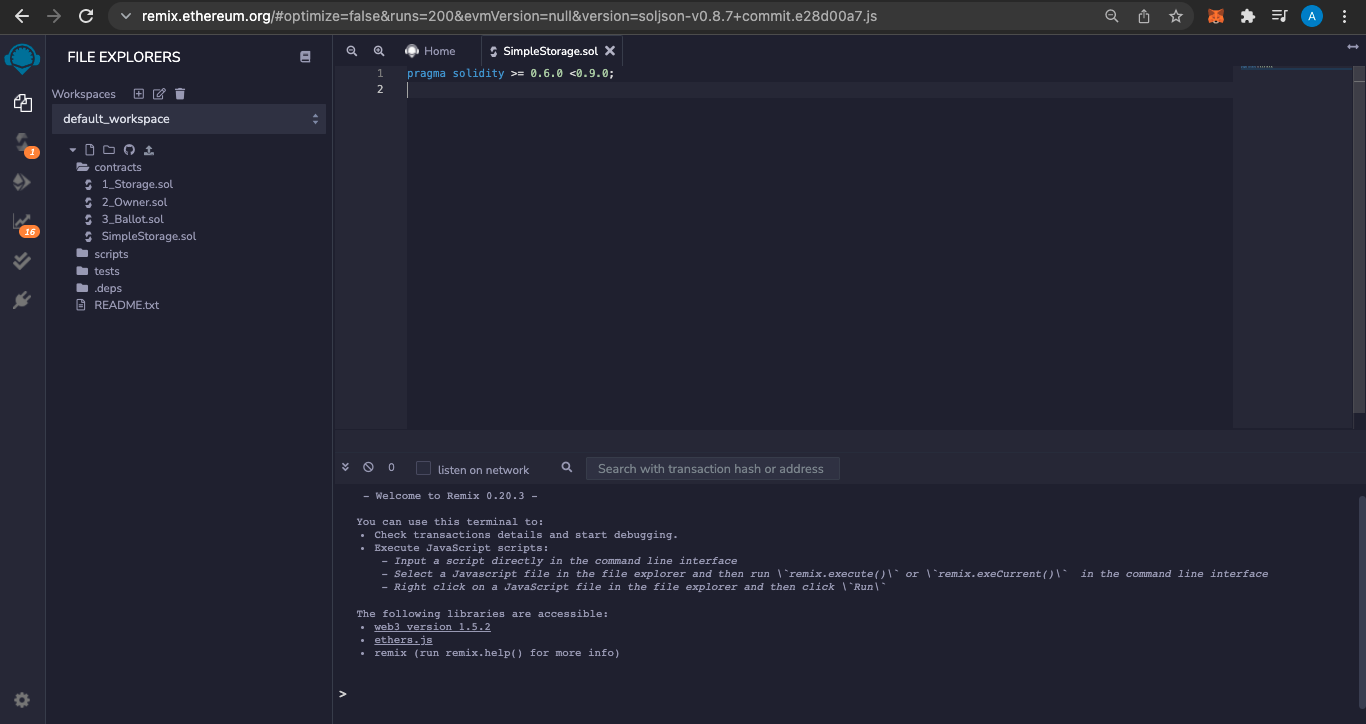 remix.ethereum.org/#optimize=false&runs=200&evmVersion=null&version=soljson-v0.8.7+commit.e28d00a7.js
A
FILE EXPLORERS
Workspaces
default_workspace
contracts
1_Storage.sol
2_Owner.sol
3_Ballot.sol
SimpleStorage.sol
scripts
tests
.deps
README.txt
1
16
Home
SimpleStorage.sol
1 pragma solidity >= 0.6.0 <0.9.0;
2
0
listen on network
Search with transaction hash or address
- Welcome to Remix 0.20.3 -
You can use this terminal to:
• Check transactions details and start debugging.
• Execute JavaScript scripts:
- Input a script directly in the command line interface
- Select a Javascript file in the file explorer and then run \`remix.execute()\` or \`remix.exeCurrent()\` in the command line interface
- Right click on a JavaScript file in the file explorer and then click \`Run\`
The following libraries are accessible:
• web3 version 1.5.2
• ethers.js
• remix (run remix.help() for more info)
>